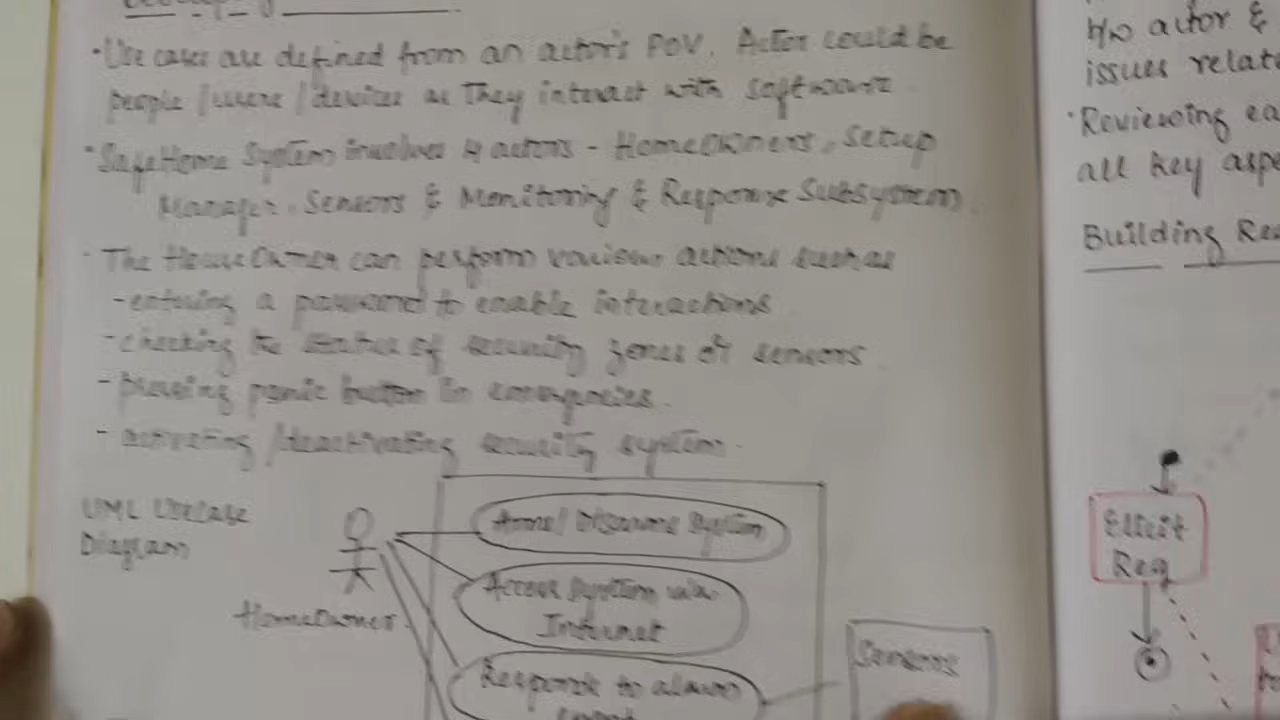 • Use cases are defined from an actor's POV. Actor could be
people /users /devices as they interact with software.
• SafeHome System involves 4 actors - Homeowners, Setup
Manager, Sensors & Monitoring & Response Subsystem.
• The HomeOwner can perform various actions such as
- entering a password to enable interactions
- checking the status of security zones or sensors.
- pressing panic button in emergencies.
- activating /deactivating security system.
UML Usecase
Diagram
HomeOwner
Arms/ Disarms System
Access System via
Internet
Response to alarm
event
Sensors
b/w actor &
issues relat
• Reviewing ea
all key aspe
Building Req
Elicit
Req